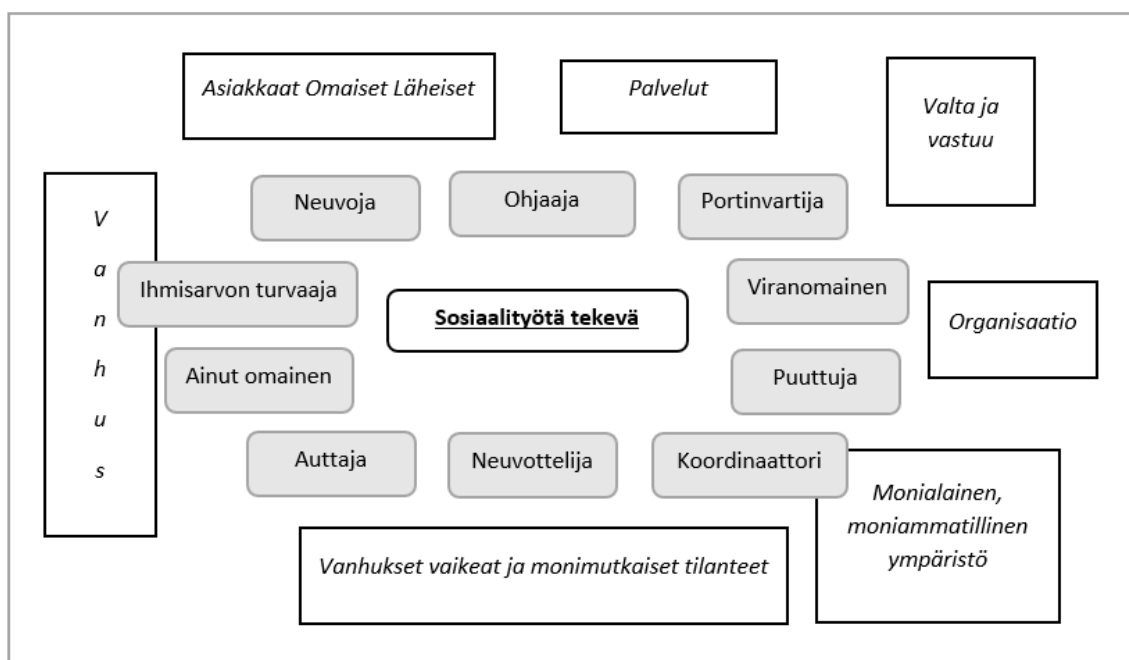 Asiakkaat Omaiset Läheiset
Palvelut
Valta ja
vastuu
Neuvoja
Ohjaaja
Portinvartija
Vanhus
Ihmisarvon turvaaja
Sosiaalityötä tekevä
Viranomainen
Organisaatio
Ainut omainen
Puuttuja
Auttaja
Neuvottelija
Koordinaattori
Monialainen,
moniammatillinen
ympäristö
Vanhukset vaikeat ja monimutkaiset tilanteet